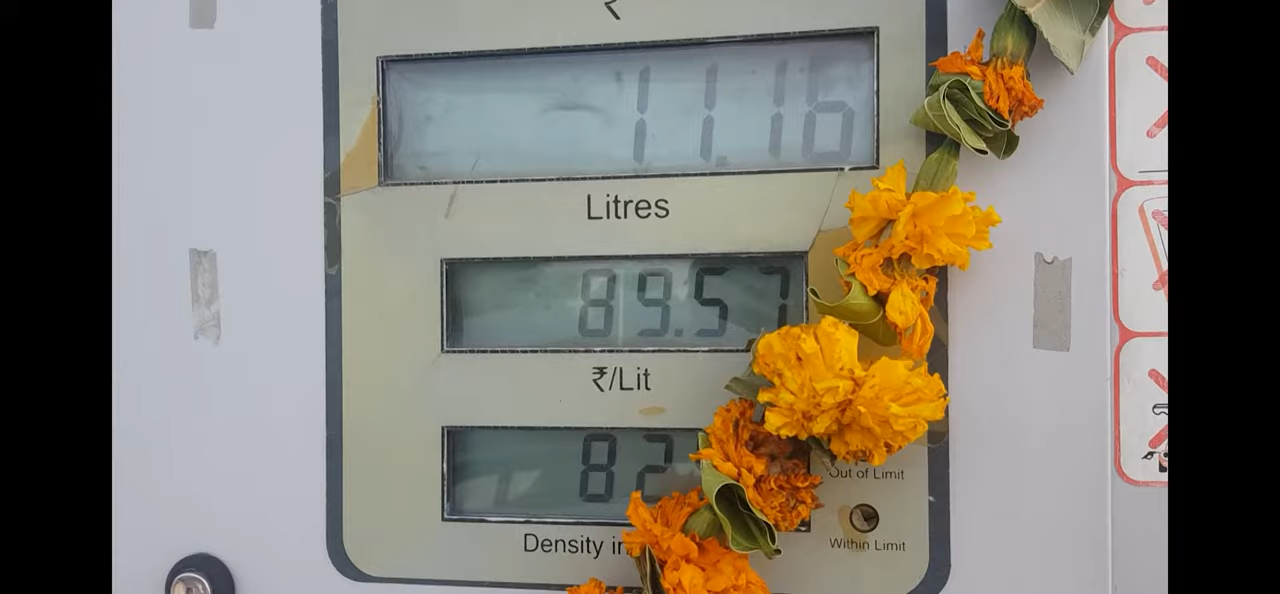 ₹
11.16
Litres
89.57
₹/Lit
82
Out of Limit
Density in
Within Limit